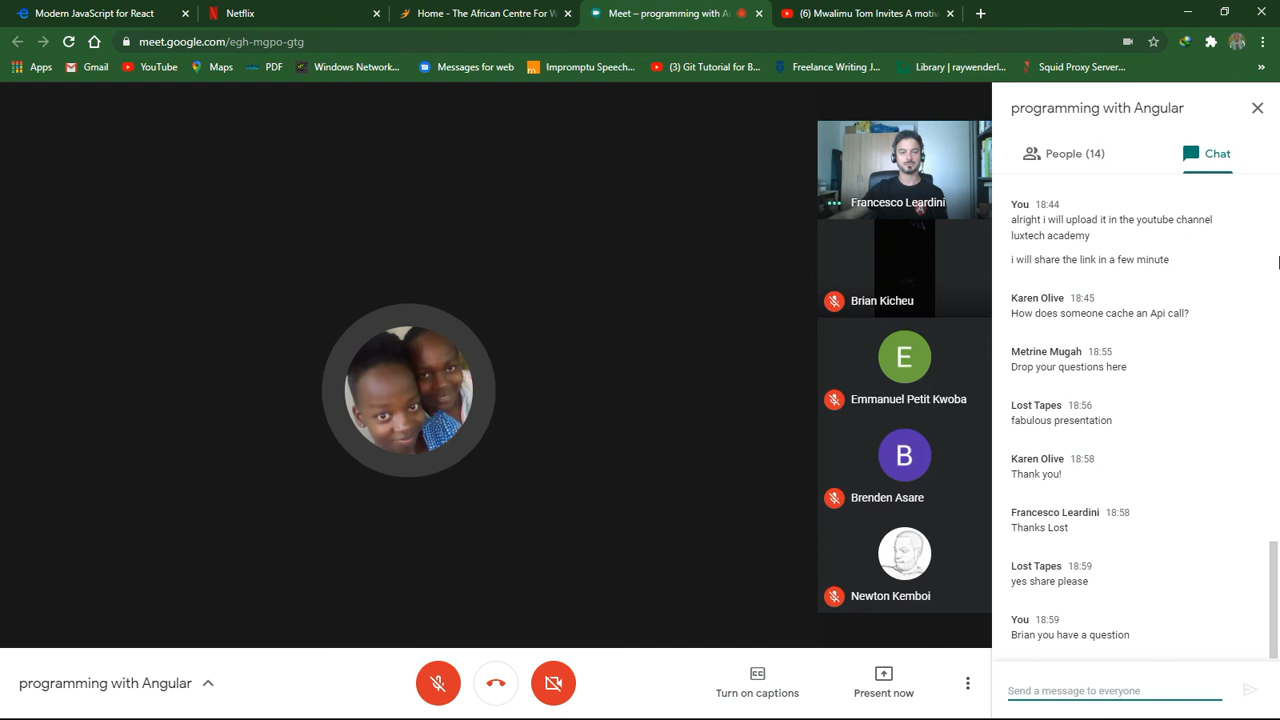 Modern JavaScript for React
Netflix
Home - The African Centre For W
Meet – programming with A
(6) Mwalimu Tom Invites A motiv
meet.google.com/egh-mgpo-gtg
Apps
Gmail
YouTube
Maps
PDF
Windows Network...
Messages for web
Impromptu Speech...
(3) Git Tutorial for B...
Freelance Writing J...
Library | raywenderl...
Squid Proxy Server...
»
programming with Angular
People (14)
Chat
You 18:44
alright i will upload it in the youtube channel
luxtech academy
i will share the link in a few minute
Karen Olive 18:45
How does someone cache an Api call?
Metrine Mugah 18:55
Drop your questions here
Lost Tapes 18:56
fabulous presentation
Karen Olive 18:58
Thank you!
Francesco Leardini 18:58
Thanks Lost
Lost Tapes 18:59
yes share please
You 18:59
Brian you have a question
Send a message to everyone
Francesco Leardini
Brian Kicheu
E
Emmanuel Petit Kwoba
B
Brenden Asare
Newton Kemboi
programming with Angular
Turn on captions
Present now